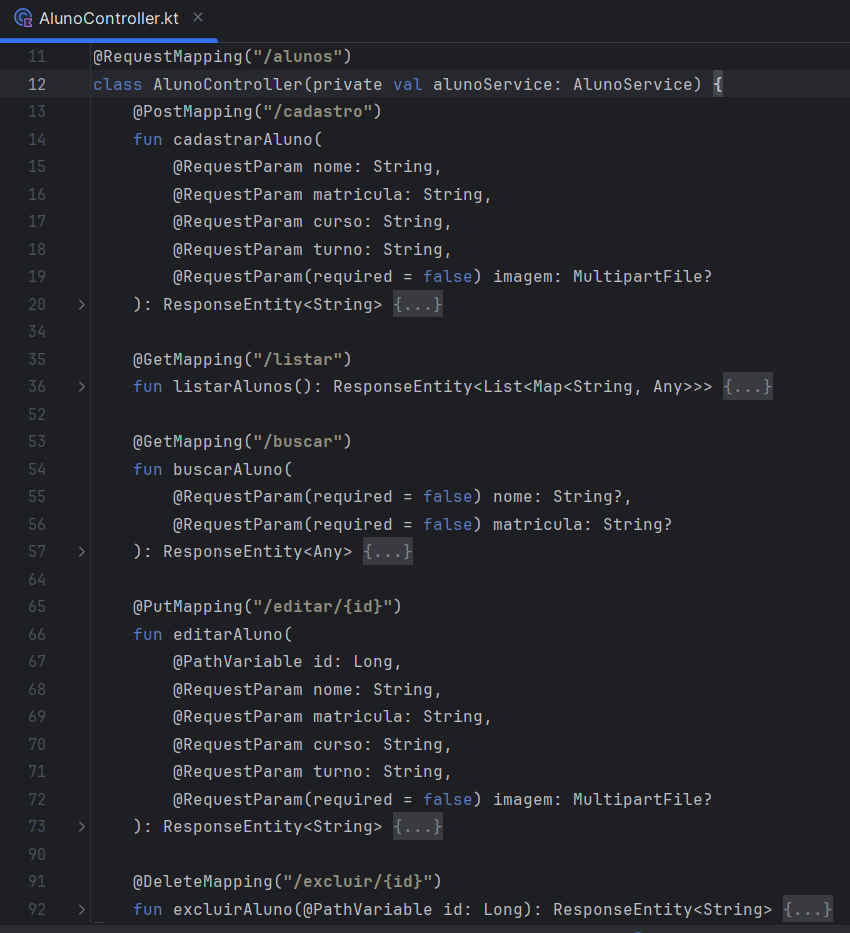 AlunoController.kt
11 @RequestMapping("/alunos")
12 class AlunoController(private val alunoService: AlunoService) {
13     @PostMapping("/cadastro")
14     fun cadastrarAluno(
15         @RequestParam nome: String,
16         @RequestParam matricula: String,
17         @RequestParam curso: String,
18         @RequestParam turno: String,
19         @RequestParam(required = false) imagem: MultipartFile?
20     ): ResponseEntity<String> {...}
34
35     @GetMapping("/listar")
36     fun listarAlunos(): ResponseEntity<List<Map<String, Any>>> {...}
52
53     @GetMapping("/buscar")
54     fun buscarAluno(
55         @RequestParam(required = false) nome: String?,
56         @RequestParam(required = false) matricula: String?
57     ): ResponseEntity<Any> {...}
64
65     @PutMapping("/editar/{id}")
66     fun editarAluno(
67         @PathVariable id: Long,
68         @RequestParam nome: String,
69         @RequestParam matricula: String,
70         @RequestParam curso: String,
71         @RequestParam turno: String,
72         @RequestParam(required = false) imagem: MultipartFile?
73     ): ResponseEntity<String> {...}
90
91     @DeleteMapping("/excluir/{id}")
92     fun excluirAluno(@PathVariable id: Long): ResponseEntity<String> {...}